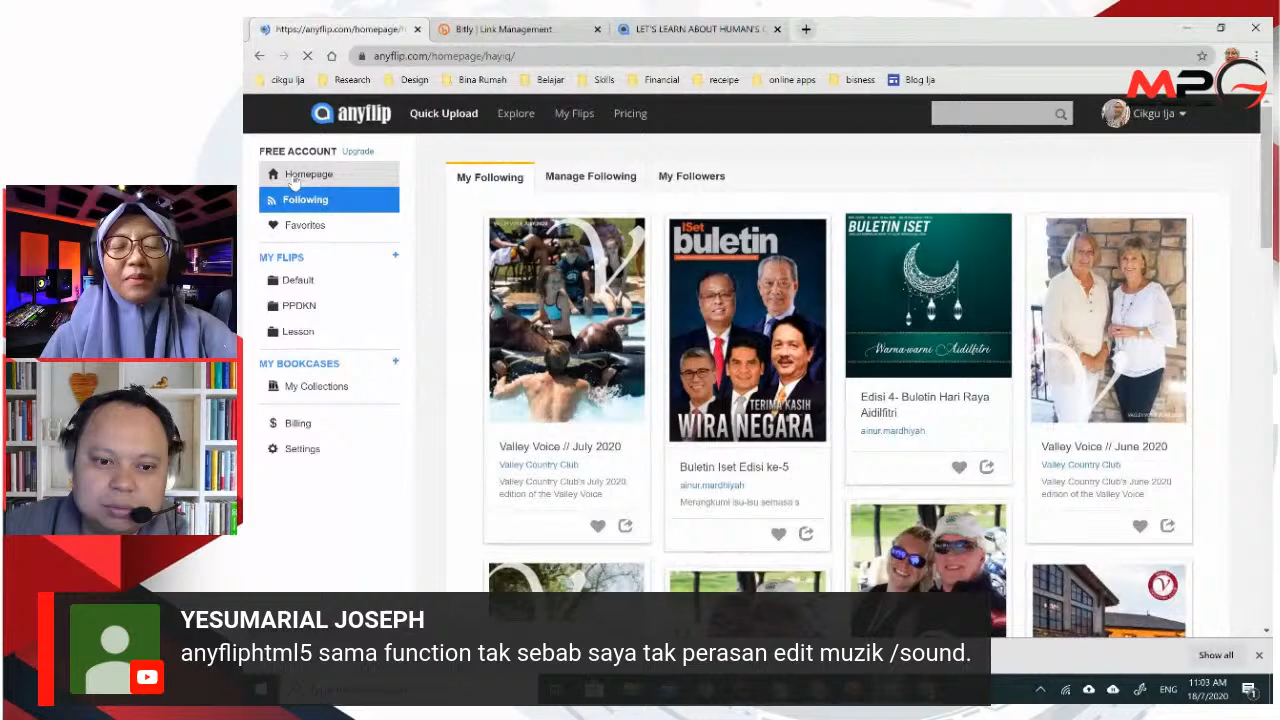 https://anyflip.com/homepage/h
Bitly | Link Management
LET'S LEARN ABOUT HUMAN'S
anyflip.com/homepage/hayiq/
cikgu Ija
Research
Design
Bina Rumah
Belajar
Skills
Financial
receipe
online apps
bisness
Blog Ija
MPG
anyflip
Quick Upload
Explore
My Flips
Pricing
Cikgu Ija
FREE ACCOUNT Upgrade
Homepage
Following
Favorites
MY FLIPS +
Default
PPDKN
Lesson
MY BOOKCASES +
My Collections
$ Billing
Settings
My Following
Manage Following
My Followers
iSet
buletin
TERIMA KASIH
WIRA NEGARA
BULETIN ISET
Warna-warni Aidilfitri
Valley Voice // July 2020
Valley Country Club
Valley Country Club's July 2020
edition of the Valley Voice
Buletin Iset Edisi ke-5
ainur.mardhiyah
Merangkumi isu-isu semasa s
Edisi 4- Buletin Hari Raya
Aidilfitri
ainur.mardhiyah
Valley Voice // June 2020
Valley Country Club
Valley Country Club's June 2020
edition of the Valley Voice
YESUMARIAL JOSEPH
anyfliphtml5 sama function tak sebab saya tak perasan edit muzik /sound.
Show all
ENG
11:03 AM
18/7/2020